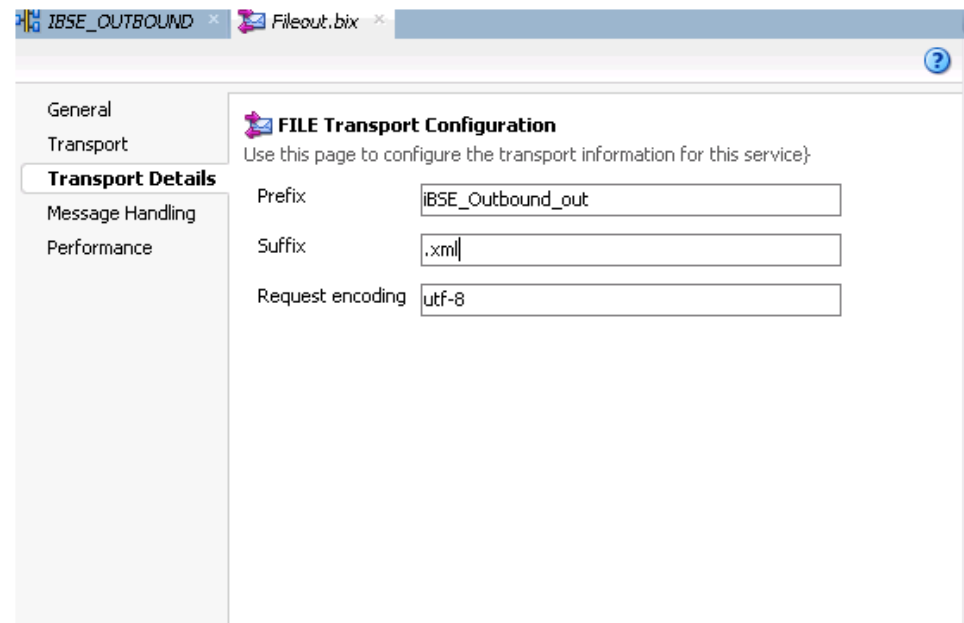 IBSE_OUTBOUND × Fileout.bix ×
?
General
Transport
Transport Details
Message Handling
Performance
FILE Transport Configuration
Use this page to configure the transport information for this service}
Prefix iBSE_Outbound_out
Suffix .xml
Request encoding utf-8